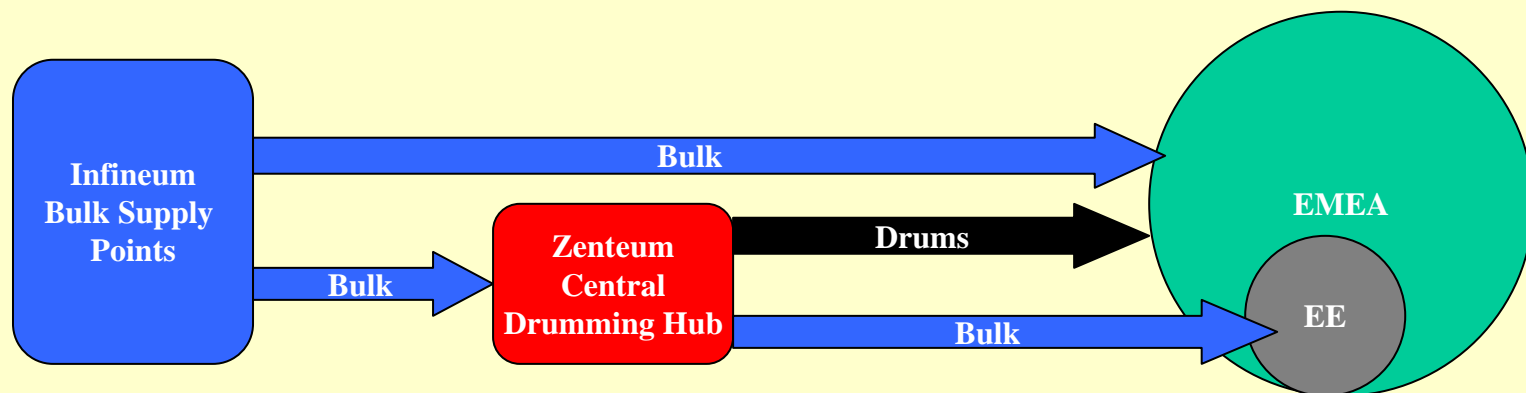 Infineum
Bulk Supply
Points
Bulk
Bulk
Zenteum
Central
Drumming Hub
Drums
Bulk
EMEA
EE